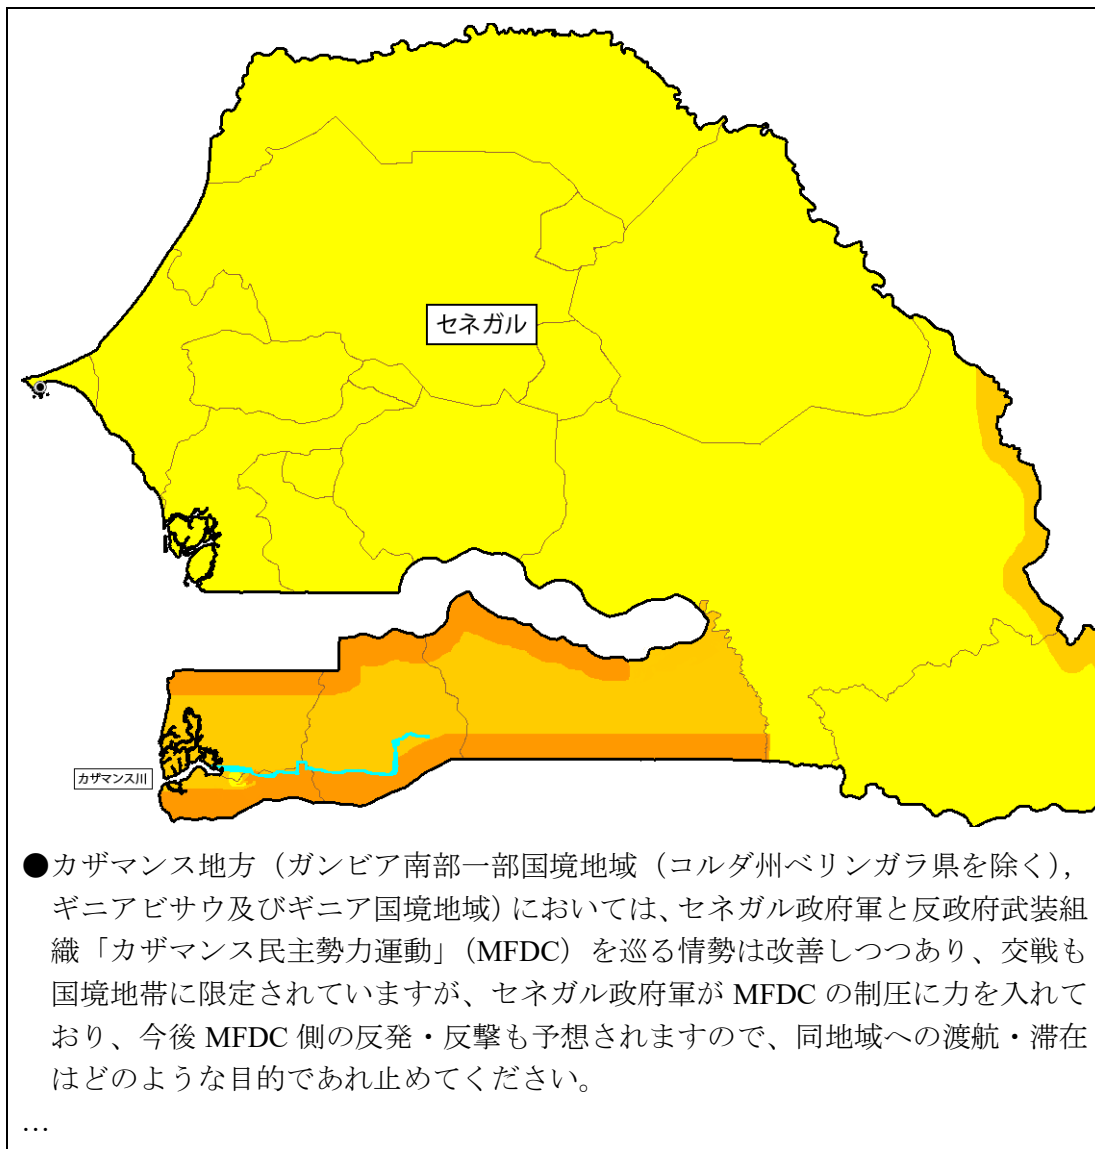 セネガル
カザマンス川
●カザマンス地方（ガンビア南部一部国境地域（コルダ州ベリンガラ県を除く），
ギニアビサウ及びギニア国境地域）においては、セネガル政府軍と反政府武装組
織「カザマンス民主勢力運動」（MFDC）を巡る情勢は改善しつつあり、交戦も
国境地帯に限定されていますが、セネガル政府軍が MFDC の制圧に力を入れて
おり、今後 MFDC 側の反発・反撃も予想されますので、同地域への渡航・滞在
はどのような目的であれ止めてください。
…